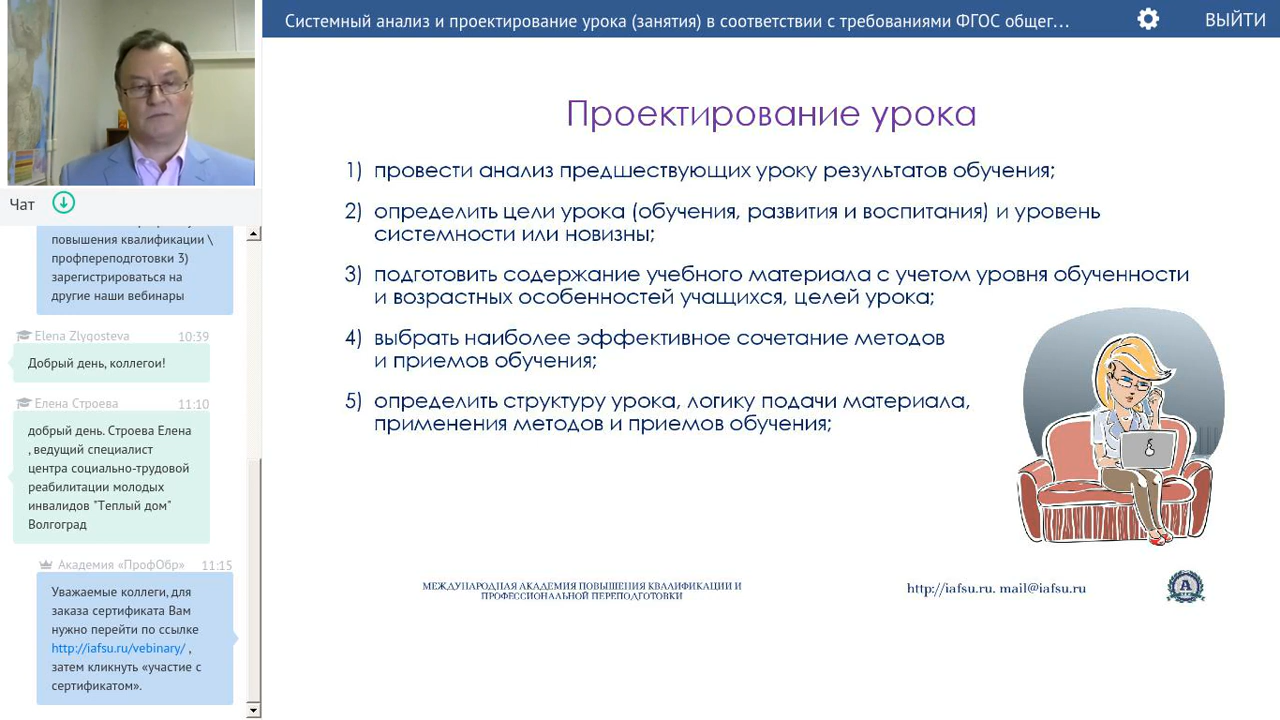 Системный анализ и проектирование урока (занятия) в соответствии с требованиями ФГОС общег...
ВЫЙТИ
Чат
повышения квалификации \
профпереподготовки 3)
зарегистрироваться на
другие наши вебинары
Elena Zlygosteva 10:39
Добрый день, коллегои!
Елена Строева 11:10
добрый день. Строева Елена
, ведущий специалист
центра социально-трудовой
реабилитации молодых
инвалидов "Теплый дом"
Волгоград
Академия «ПрофОбр» 11:15
Уважаемые коллеги, для
заказа сертификата Вам
нужно перейти по ссылке
http://iafsu.ru/vebinary/ ,
затем кликнуть «участие с
сертификатом».
Проектирование урока
1) провести анализ предшествующих уроку результатов обучения;
2) определить цели урока (обучения, развития и воспитания) и уровень
системности или новизны;
3) подготовить содержание учебного материала с учетом уровня обученности
и возрастных особенностей учащихся, целей урока;
4) выбрать наиболее эффективное сочетание методов
и приемов обучения;
5) определить структуру урока, логику подачи материала,
применения методов и приемов обучения;
МЕЖДУНАРОДНАЯ АКАДЕМИЯ ПОВЫШЕНИЯ КВАЛИФИКАЦИИ И
ПРОФЕССИОНАЛЬНОЙ ПЕРЕПОДГОТОВКИ
http://iafsu.ru. mail@iafsu.ru
А